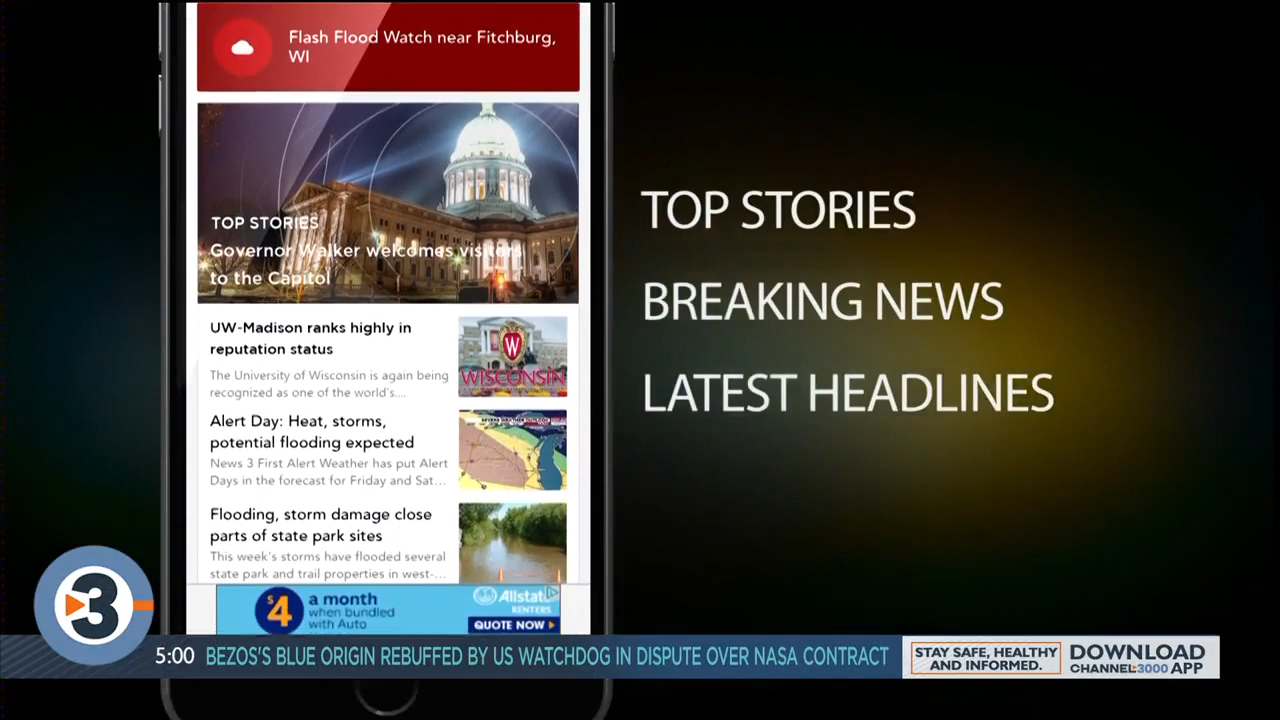 Flash Flood Watch near Fitchburg,
WI
TOP STORIES
Governor Walker welcomes visitors
to the Capitol
UW-Madison ranks highly in
reputation status
The University of Wisconsin is again being
recognized as one of the world's....
W
WISCONSIN
Alert Day: Heat, storms,
potential flooding expected
News 3 First Alert Weather has put Alert
Days in the forecast for Friday and Sat...
Flooding, storm damage close
parts of state park sites
This week's storms have flooded several
state park and trail properties in west-...
$4
a month
when bundled
with Auto
Allstate
RENTERS
QUOTE NOW
TOP STORIES
BREAKING NEWS
LATEST HEADLINES
3
5:00 BEZOS'S BLUE ORIGIN REBUFFED BY US WATCHDOG IN DISPUTE OVER NASA CONTRACT
STAY SAFE, HEALTHY
AND INFORMED.
DOWNLOAD
CHANNEL3000 APP